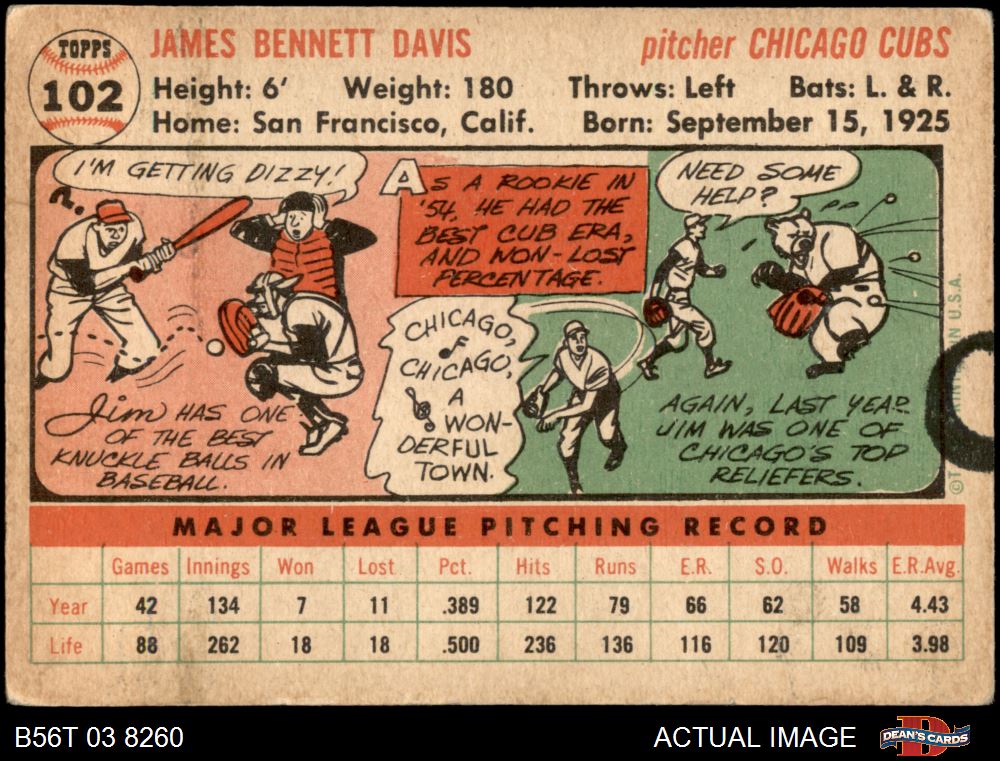 TOPPS
102
JAMES BENNETT DAVIS
pitcher CHICAGO CUBS
Height: 6' Weight: 180 Throws: Left Bats: L. & R.
Home: San Francisco, Calif. Born: September 15, 1925
I'M GETTING DIZZY!
Jim HAS ONE
OF THE BEST
KNUCKLE BALLS IN
BASEBALL.
AS A ROOKIE IN
'54, HE HAD THE
BEST CUB ERA,
AND WON-LOST
PERCENTAGE.
CHICAGO,
CHICAGO,
A
WON-
DERFUL
TOWN.
NEED SOME
HELP?
AGAIN, LAST YEAR
JIM WAS ONE OF
CHICAGO'S TOP
RELIEFERS.
©T
IN U.S.A.
MAJOR LEAGUE PITCHING RECORD
Games Innings Won Lost Pct. Hits Runs E.R. S.O. Walks E.R.Avg.
Year 42 134 7 11 .389 122 79 66 62 58 4.43
Life 88 262 18 18 .500 236 136 116 120 109 3.98
B56T 03 8260
ACTUAL IMAGE
DEAN'S CARDS